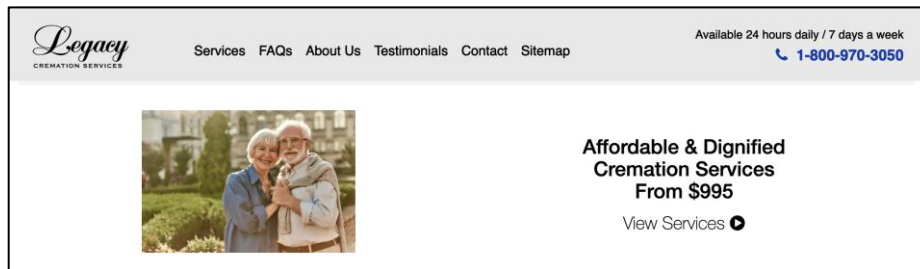 Legacy
CREMATION SERVICES
Services FAQs About Us Testimonials Contact Sitemap
Available 24 hours daily / 7 days a week
1-800-970-3050
Affordable & Dignified
Cremation Services
From $995
View Services